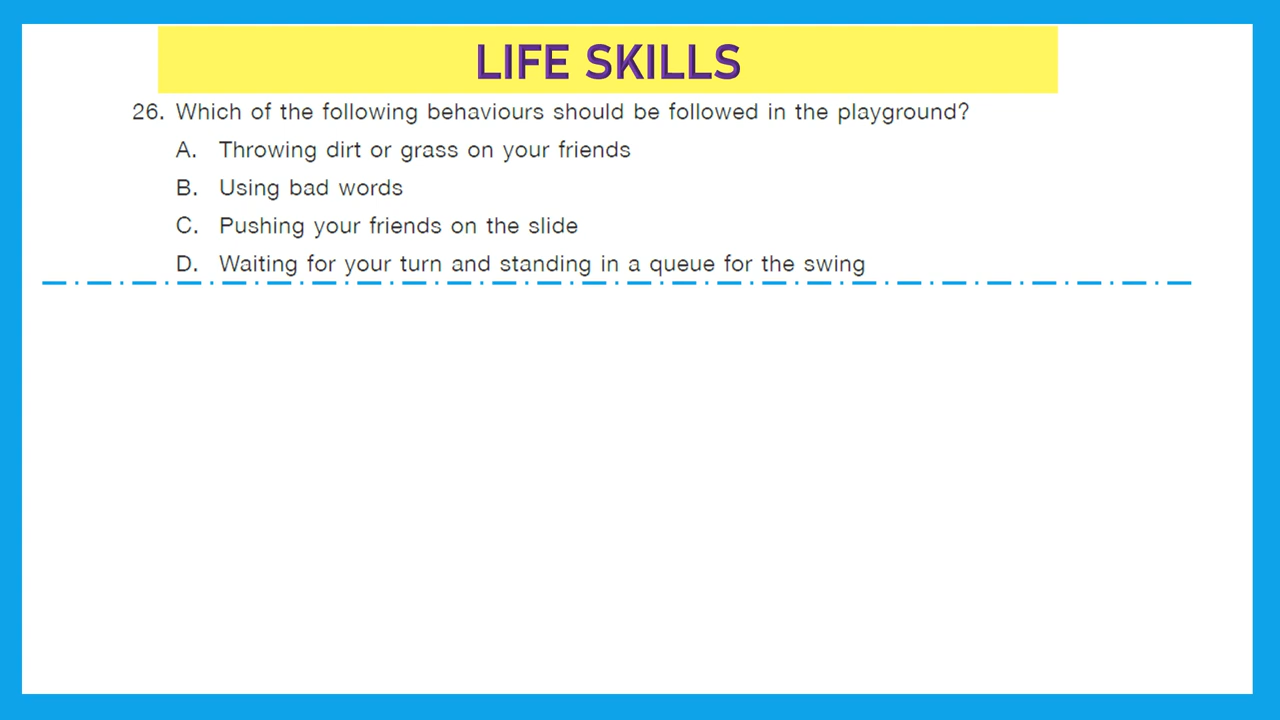 LIFE SKILLS
26. Which of the following behaviours should be followed in the playground?
A. Throwing dirt or grass on your friends
B. Using bad words
C. Pushing your friends on the slide
D. Waiting for your turn and standing in a queue for the swing